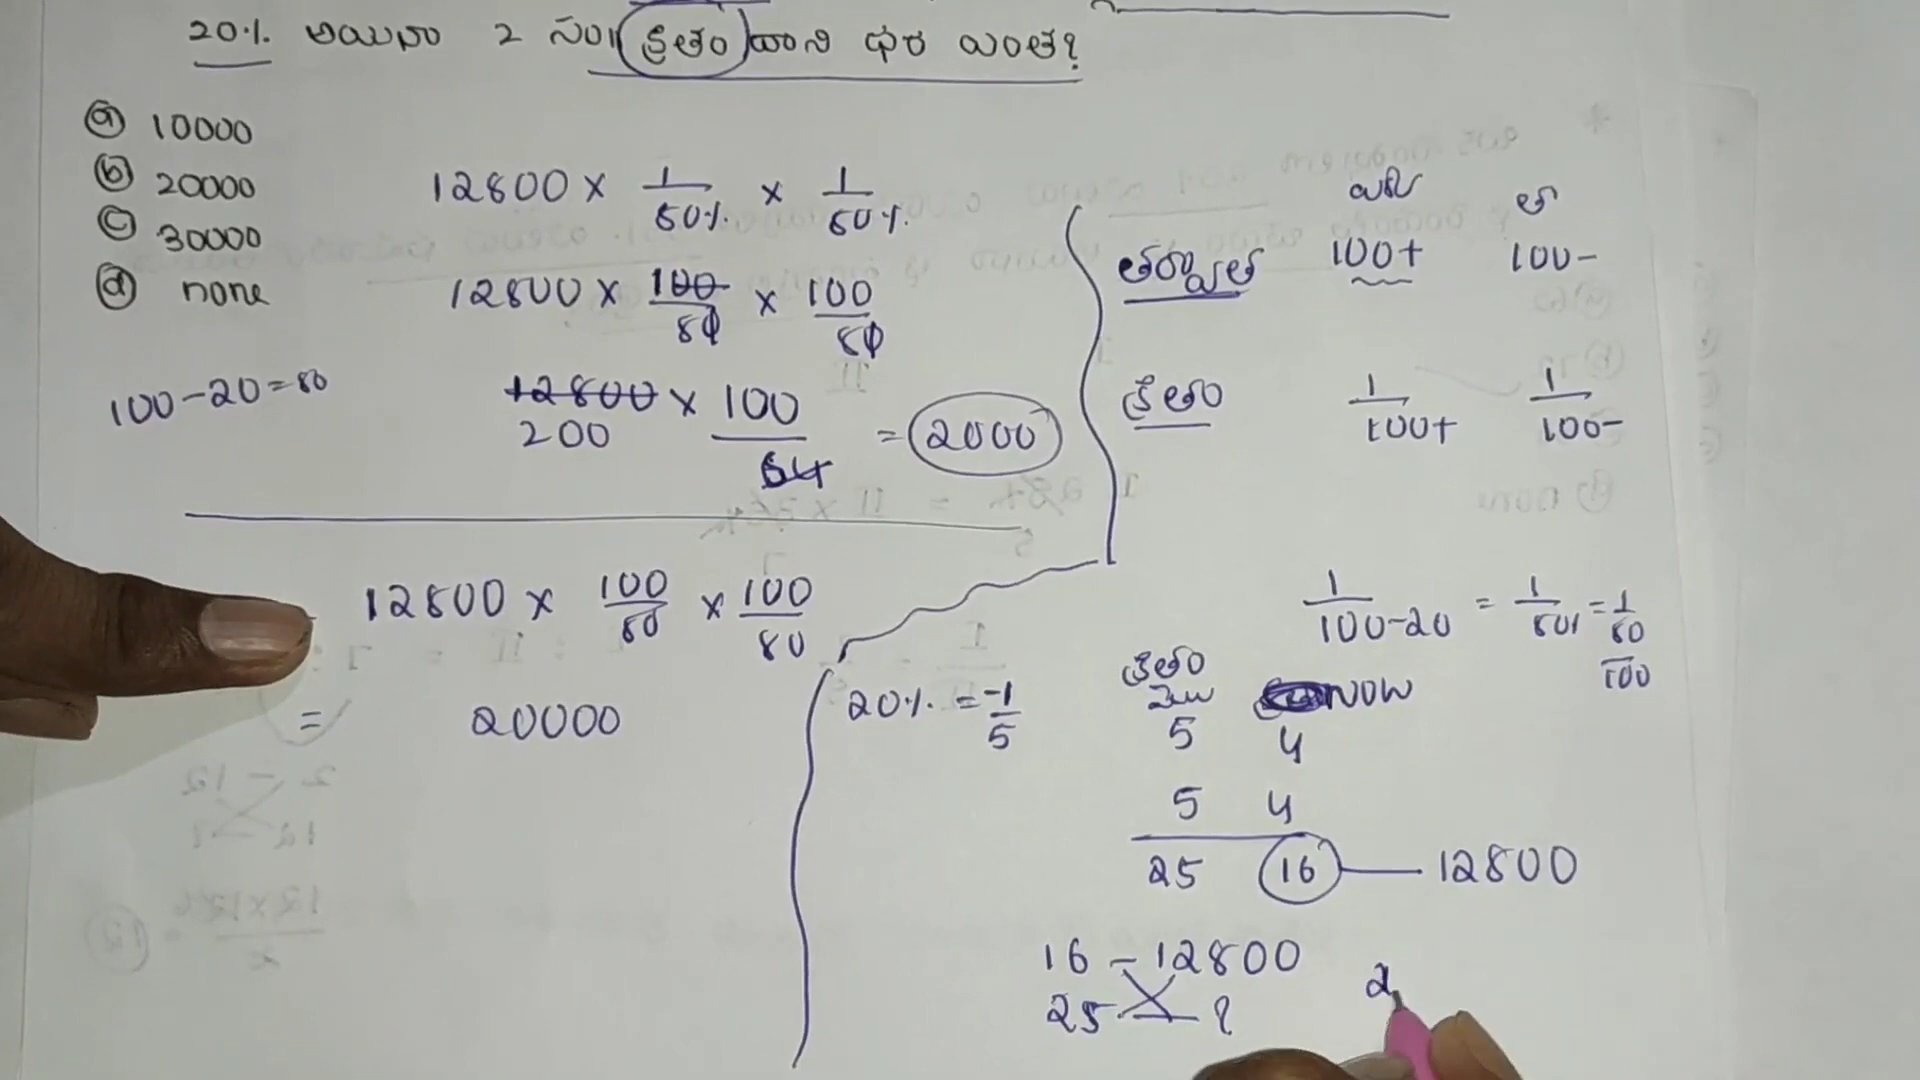 20% అయిన 2 సం॥ క్రితం దాని ధర ఎంత?
ⓐ 10000
ⓑ 20000
ⓒ 30000
ⓓ none
12800 × 1/80% × 1/80%
12800 × 100/80 × 100/80
100-20=80
12800 × 100/64 = 2000
200
12800 × 100/80 × 100/80
= 20000
100+ 100-
తర్వాత
క్రితం 1/100+ 1/100-
1/100-20 = 1/80% = 1/80/100
20% = -1/5
క్రితం NOW
5 4
5 4
25 16 — 12800
16 - 12800
25 - ?
2